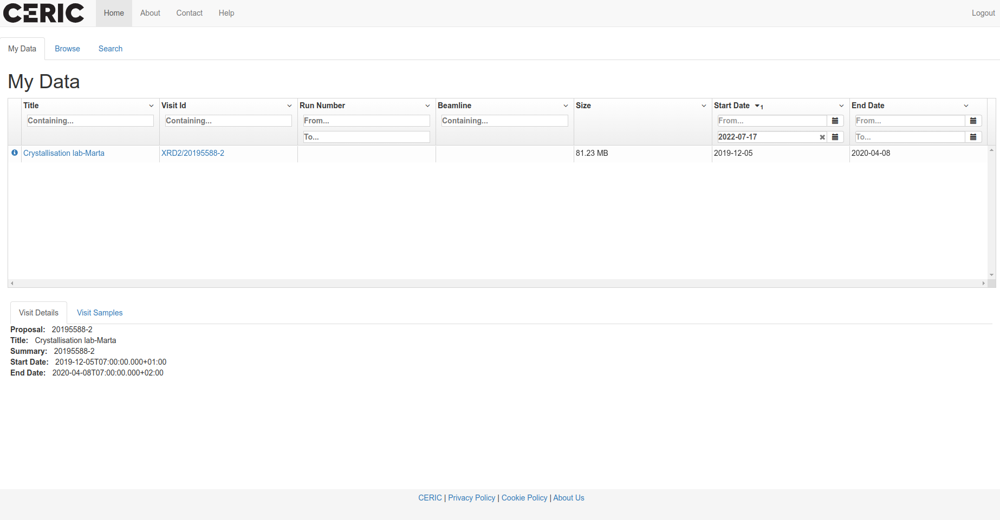 CERIC Home About Contact Help Logout
My Data Browse Search
My Data
Title Visit Id Run Number Beamline Size Start Date 1 End Date
Containing... Containing... From... Containing... From... From...
To... 2022-07-17 To...
Crystallisation lab-Marta XRD2/20195588-2 81.23 MB 2019-12-05 2020-04-08
Visit Details Visit Samples
Proposal: 20195588-2
Title: Crystallisation lab-Marta
Summary: 20195588-2
Start Date: 2019-12-05T07:00:00.000+01:00
End Date: 2020-04-08T07:00:00.000+02:00
CERIC | Privacy Policy | Cookie Policy | About Us